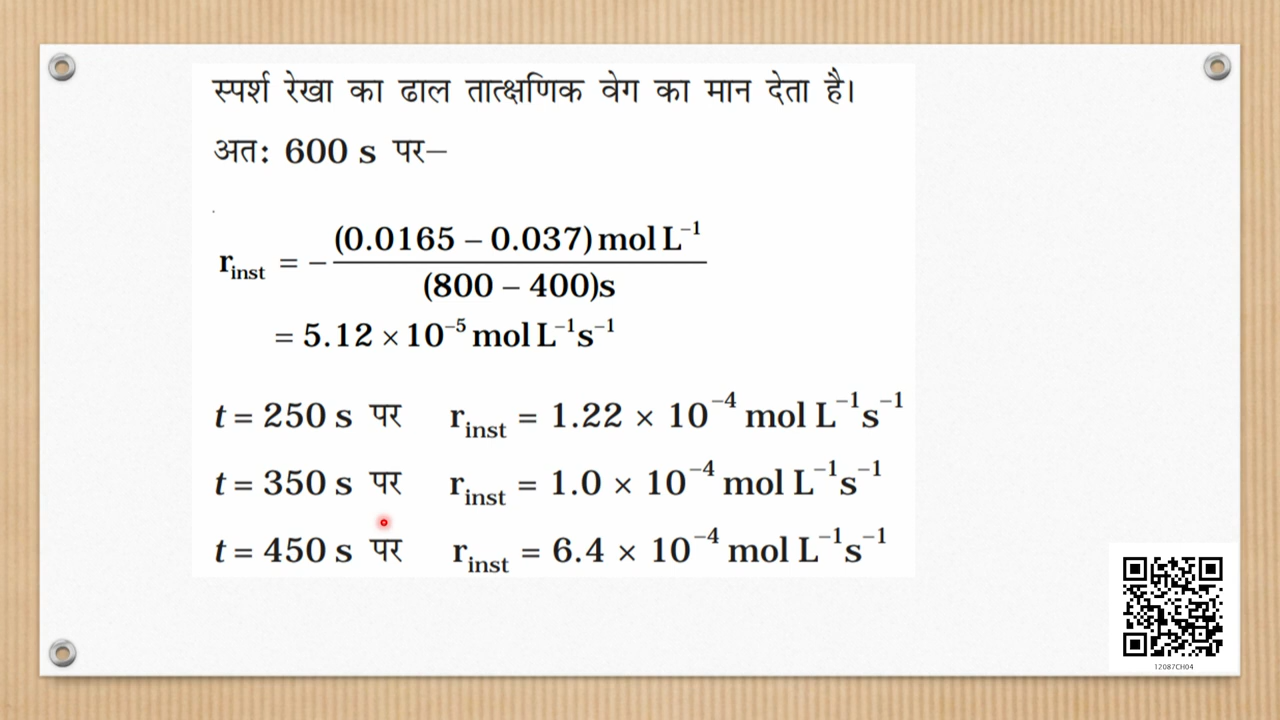 स्पर्श रेखा का ढाल तात्क्षणिक वेग का मान देता है।
अत: 600 s पर–
r_inst = – (0.0165 – 0.037) mol L⁻¹
(800 – 400)s
= 5.12 × 10⁻⁵ mol L⁻¹s⁻¹
t = 250 s पर r_inst = 1.22 × 10⁻⁴ mol L⁻¹s⁻¹
t = 350 s पर r_inst = 1.0 × 10⁻⁴ mol L⁻¹s⁻¹
t = 450 s पर r_inst = 6.4 × 10⁻⁴ mol L⁻¹s⁻¹
12087CH04